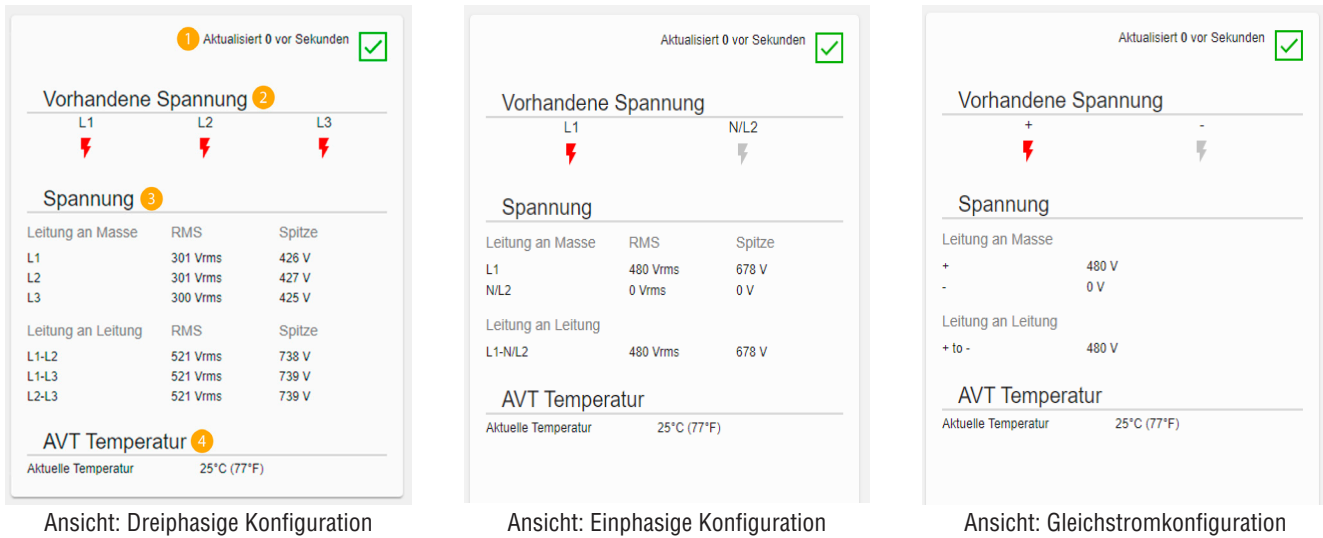 1 Aktualisiert 0 vor Sekunden
Vorhandene Spannung 2
L1 L2 L3
Spannung 3
Leitung an Masse RMS Spitze
L1 301 Vrms 426 V
L2 301 Vrms 427 V
L3 300 Vrms 425 V
Leitung an Leitung RMS Spitze
L1-L2 521 Vrms 738 V
L1-L3 521 Vrms 739 V
L2-L3 521 Vrms 739 V
AVT Temperatur 4
Aktuelle Temperatur 25°C (77°F)
Ansicht: Dreiphasige Konfiguration
Aktualisiert 0 vor Sekunden
Vorhandene Spannung
L1 N/L2
Spannung
Leitung an Masse RMS Spitze
L1 480 Vrms 678 V
N/L2 0 Vrms 0 V
Leitung an Leitung
L1-N/L2 480 Vrms 678 V
AVT Temperatur
Aktuelle Temperatur 25°C (77°F)
Ansicht: Einphasige Konfiguration
Aktualisiert 0 vor Sekunden
Vorhandene Spannung
+ -
Spannung
Leitung an Masse
+ 480 V
- 0 V
Leitung an Leitung
+ to - 480 V
AVT Temperatur
Aktuelle Temperatur 25°C (77°F)
Ansicht: Gleichstromkonfiguration